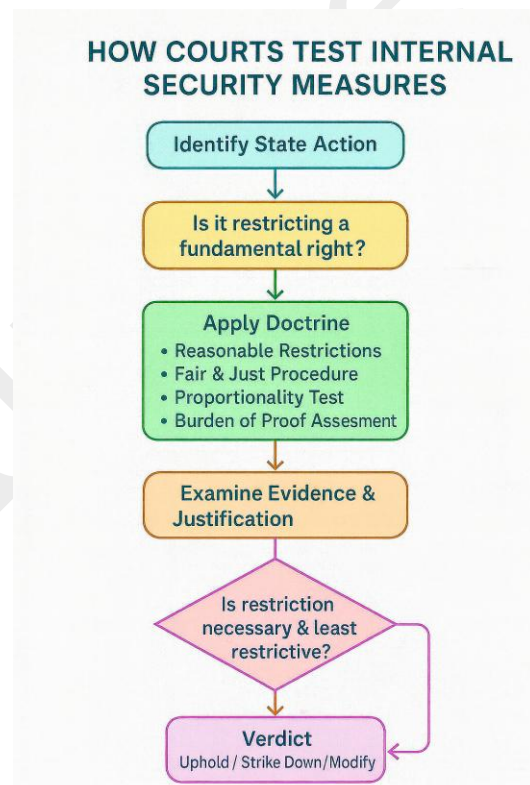 HOW COURTS TEST INTERNAL
SECURITY MEASURES
Identify State Action
Is it restricting a
fundamental right?
Apply Doctrine
• Reasonable Restrictions
• Fair & Just Procedure
• Proportionality Test
• Burden of Proof Assesment
Examine Evidence &
Justification
Is restriction
necessary & least
restrictive?
Verdict
Uphold / Strike Down/Modify